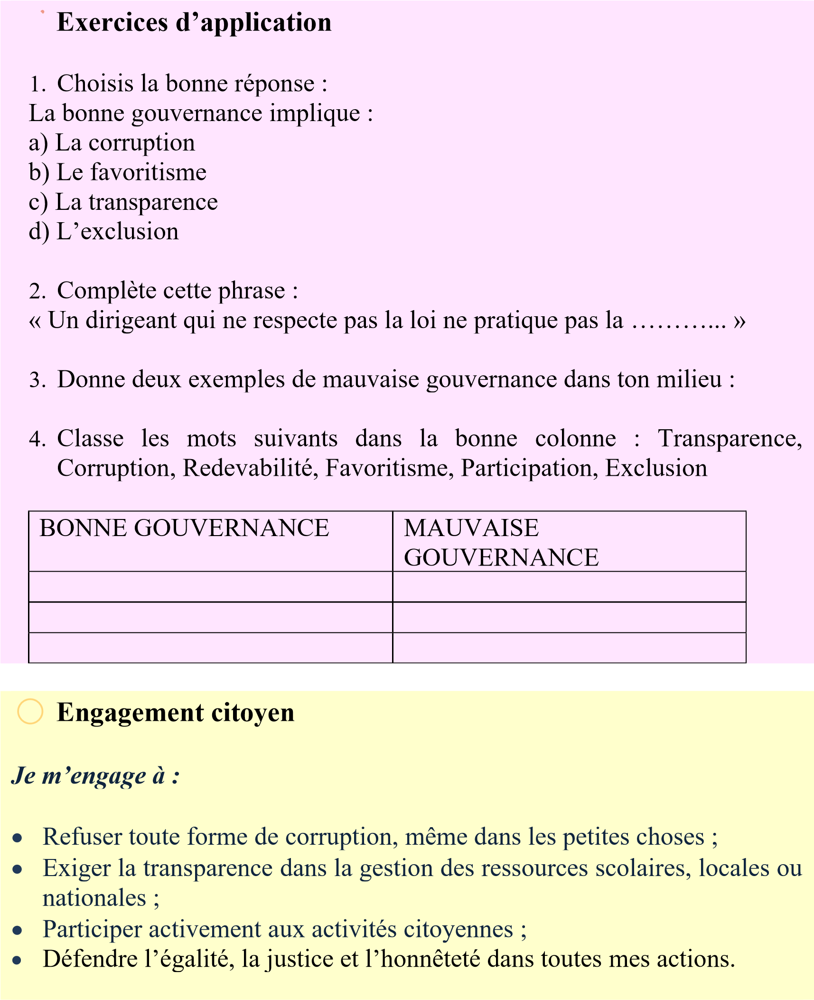 Exercices d’application
1. Choisis la bonne réponse :
La bonne gouvernance implique :
a) La corruption
b) Le favoritisme
c) La transparence
d) L’exclusion
2. Complète cette phrase :
« Un dirigeant qui ne respecte pas la loi ne pratique pas la ………... »
3. Donne deux exemples de mauvaise gouvernance dans ton milieu :
4. Classe les mots suivants dans la bonne colonne : Transparence,
Corruption, Redevabilité, Favoritisme, Participation, Exclusion
BONNE GOUVERNANCE
MAUVAISE
GOUVERNANCE
Engagement citoyen
Je m’engage à :
• Refuser toute forme de corruption, même dans les petites choses ;
• Exiger la transparence dans la gestion des ressources scolaires, locales ou
nationales ;
• Participer activement aux activités citoyennes ;
• Défendre l’égalité, la justice et l’honnêteté dans toutes mes actions.